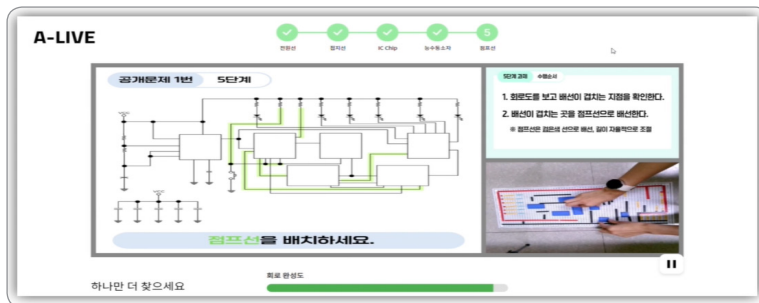 A-LIVE
전원선
접지선
IC Chip
능수동소자
5
점프선
공개문제 1번
5단계
VCC
VCC
점프선을 배치하세요.
5단계 과제
수행순서
1. 회로도를 보고 배선이 겹치는 지점을 확인한다.
2. 배선이 겹치는 곳을 점프선으로 배선한다.
※ 점프선은 검은색 선으로 배선, 길이 자율적으로 조절
하나만 더 찾으세요
회로 완성도